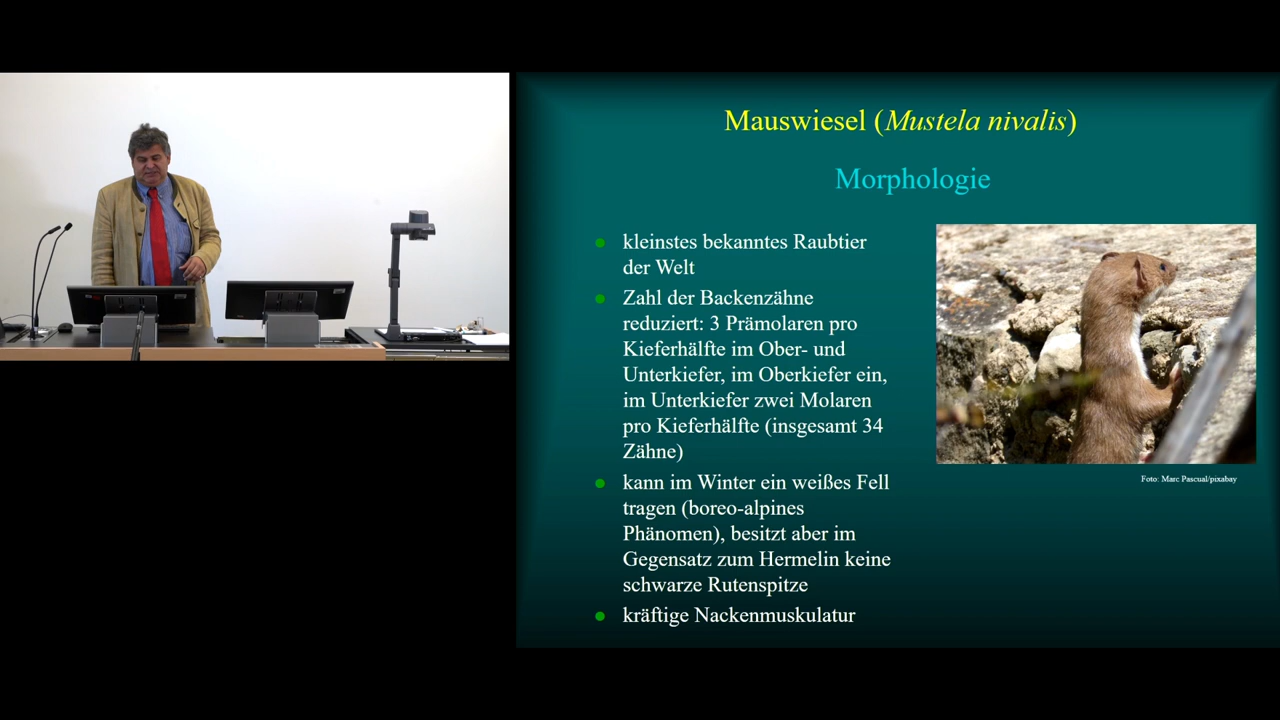 Mauswiesel (Mustela nivalis)
Morphologie
kleinstes bekanntes Raubtier
der Welt
Zahl der Backenzähne
reduziert: 3 Prämolaren pro
Kieferhälfte im Ober- und
Unterkiefer, im Oberkiefer ein,
im Unterkiefer zwei Molaren
pro Kieferhälfte (insgesamt 34
Zähne)
kann im Winter ein weißes Fell
tragen (boreo-alpines
Phänomen), besitzt aber im
Gegensatz zum Hermelin keine
schwarze Rutenspitze
kräftige Nackenmuskulatur
Foto: Marc Pascual/pixabay